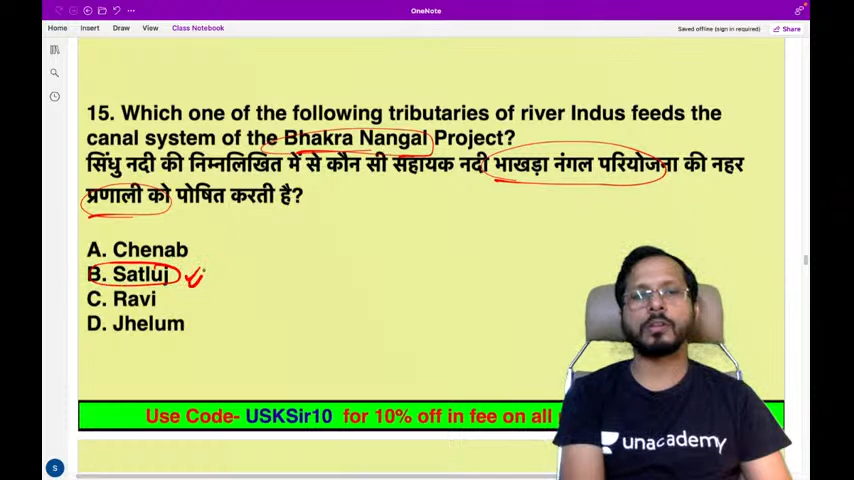 OneNote
Home Insert Draw View Class Notebook
Saved offline (sign in required) Share
15. Which one of the following tributaries of river Indus feeds the
canal system of the Bhakra Nangal Project?
सिंधु नदी की निम्नलिखित में से कौन सी सहायक नदी भाखड़ा नंगल परियोजना की नहर
प्रणाली को पोषित करती है?
A. Chenab
B. Satluj
C. Ravi
D. Jhelum
Use Code- USKSir10 for 10% off in fee on all
unacademy
S